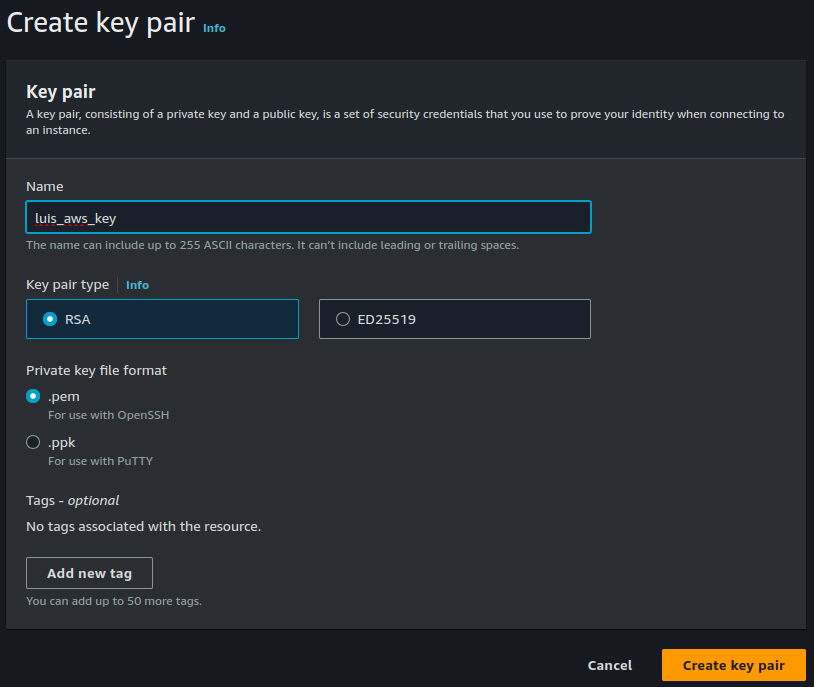 Create key pair Info
Key pair
A key pair, consisting of a private key and a public key, is a set of security credentials that you use to prove your identity when connecting to
an instance.
Name
luis_aws_key
The name can include up to 255 ASCII characters. It can't include leading or trailing spaces.
Key pair type Info
RSA ED25519
Private key file format
.pem
For use with OpenSSH
.ppk
For use with PuTTY
Tags - optional
No tags associated with the resource.
Add new tag
You can add up to 50 more tags.
Cancel Create key pair